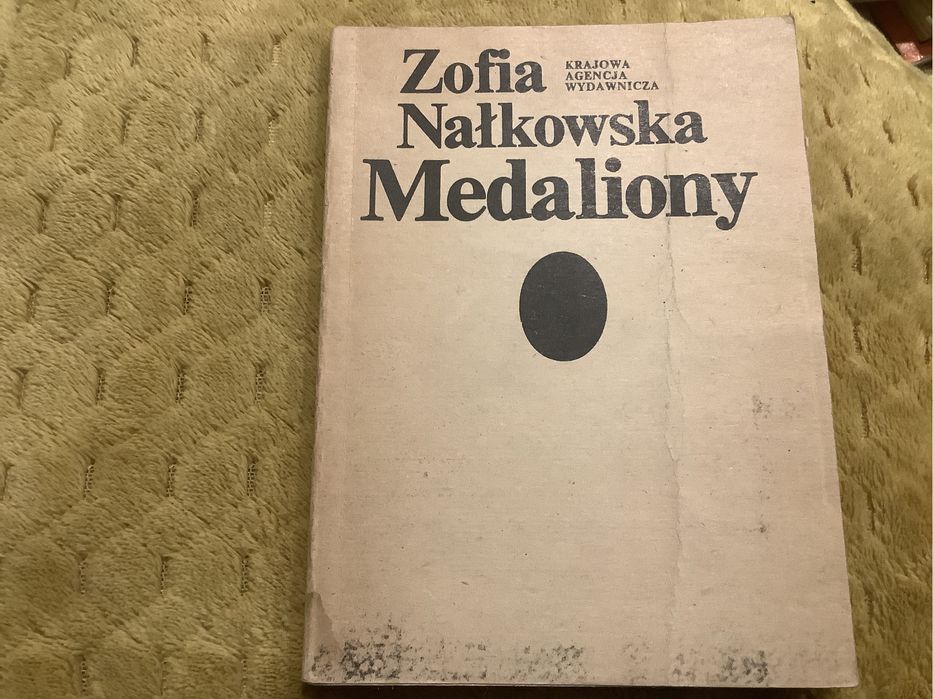 Zofia
KRAJOWA
AGENCJA
WYDAWNICZA
Nałkowska
Medaliony